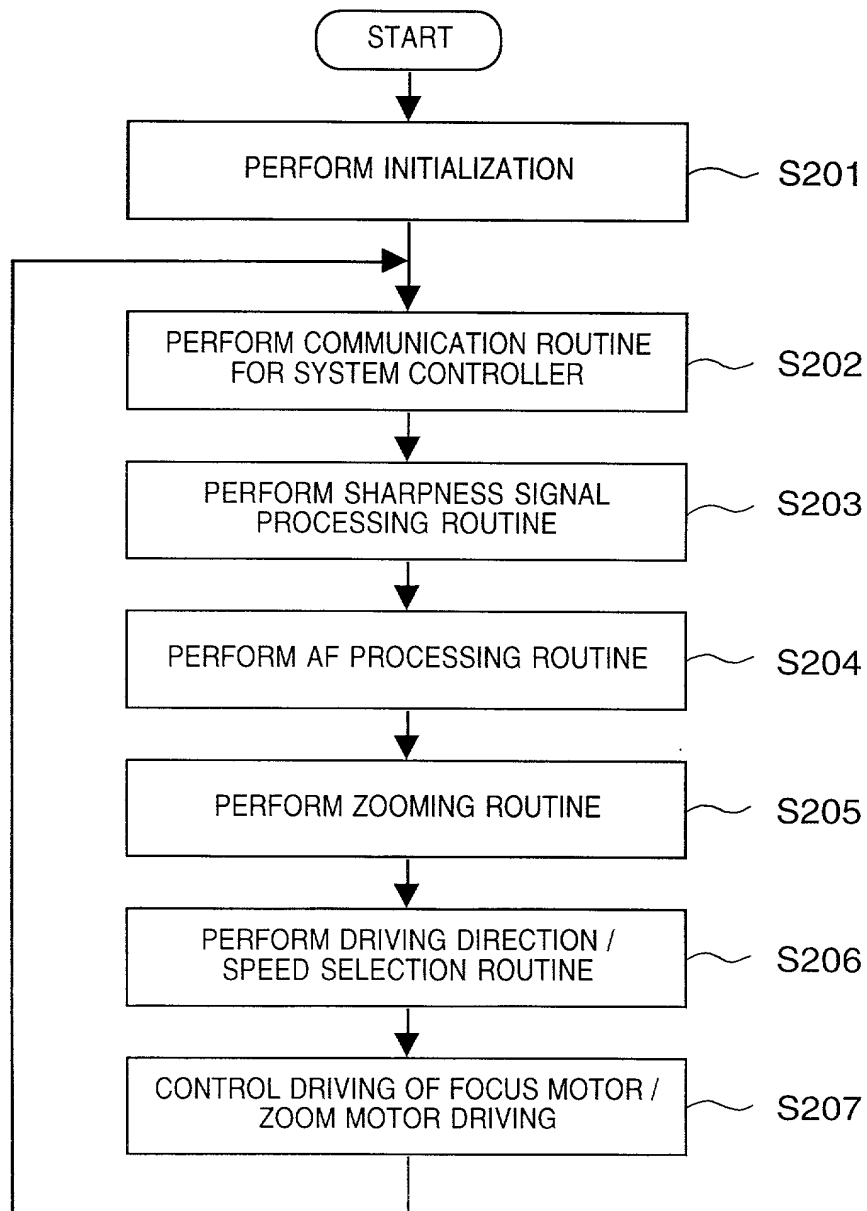 START
PERFORM INITIALIZATION
S201
PERFORM COMMUNICATION ROUTINE
FOR SYSTEM CONTROLLER
S202
PERFORM SHARPNESS SIGNAL
PROCESSING ROUTINE
S203
PERFORM AF PROCESSING ROUTINE
S204
PERFORM ZOOMING ROUTINE
S205
PERFORM DRIVING DIRECTION /
SPEED SELECTION ROUTINE
S206
CONTROL DRIVING OF FOCUS MOTOR /
ZOOM MOTOR DRIVING
S207